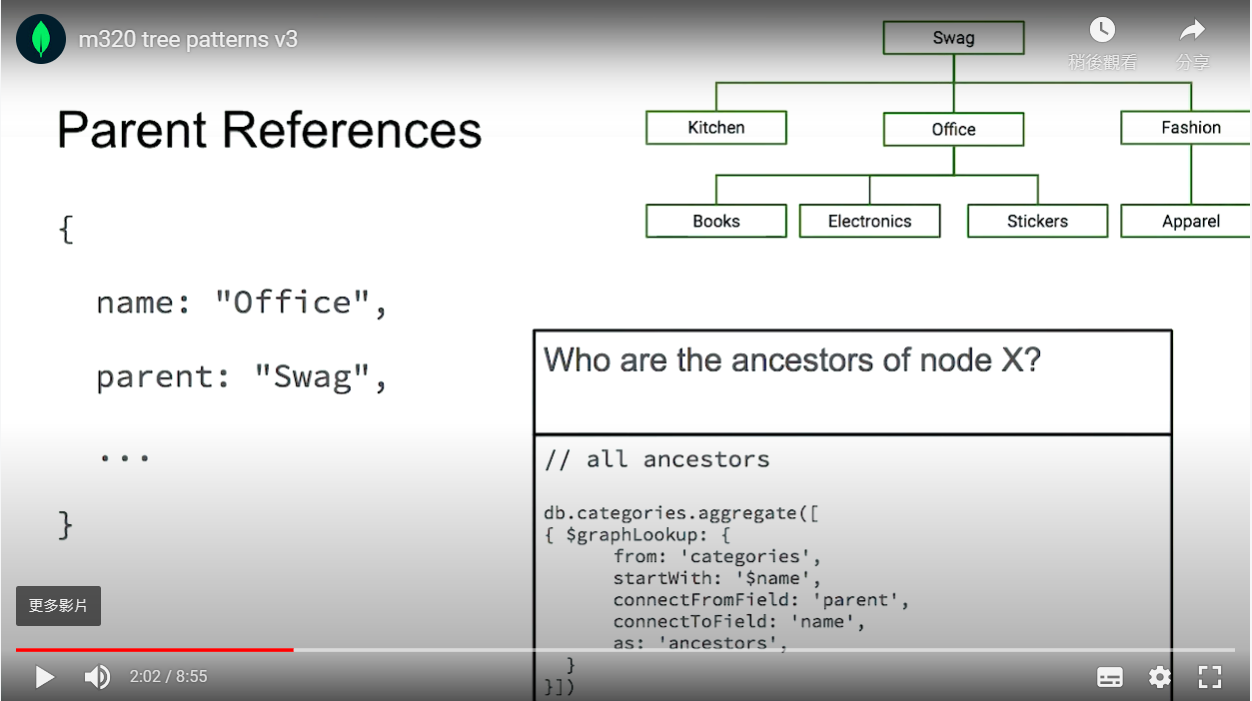 m320 tree patterns v3
稍後觀看
分享
Swag
Kitchen
Office
Fashion
Books
Electronics
Stickers
Apparel
Parent References
{
name: "Office",
parent: "Swag",
...
}
Who are the ancestors of node X?
// all ancestors
db.categories.aggregate([
{ $graphLookup: {
from: 'categories',
startWith: '$name',
connectFromField: 'parent',
connectToField: 'name',
as: 'ancestors',
}
}])
更多影片
2:02 / 8:55